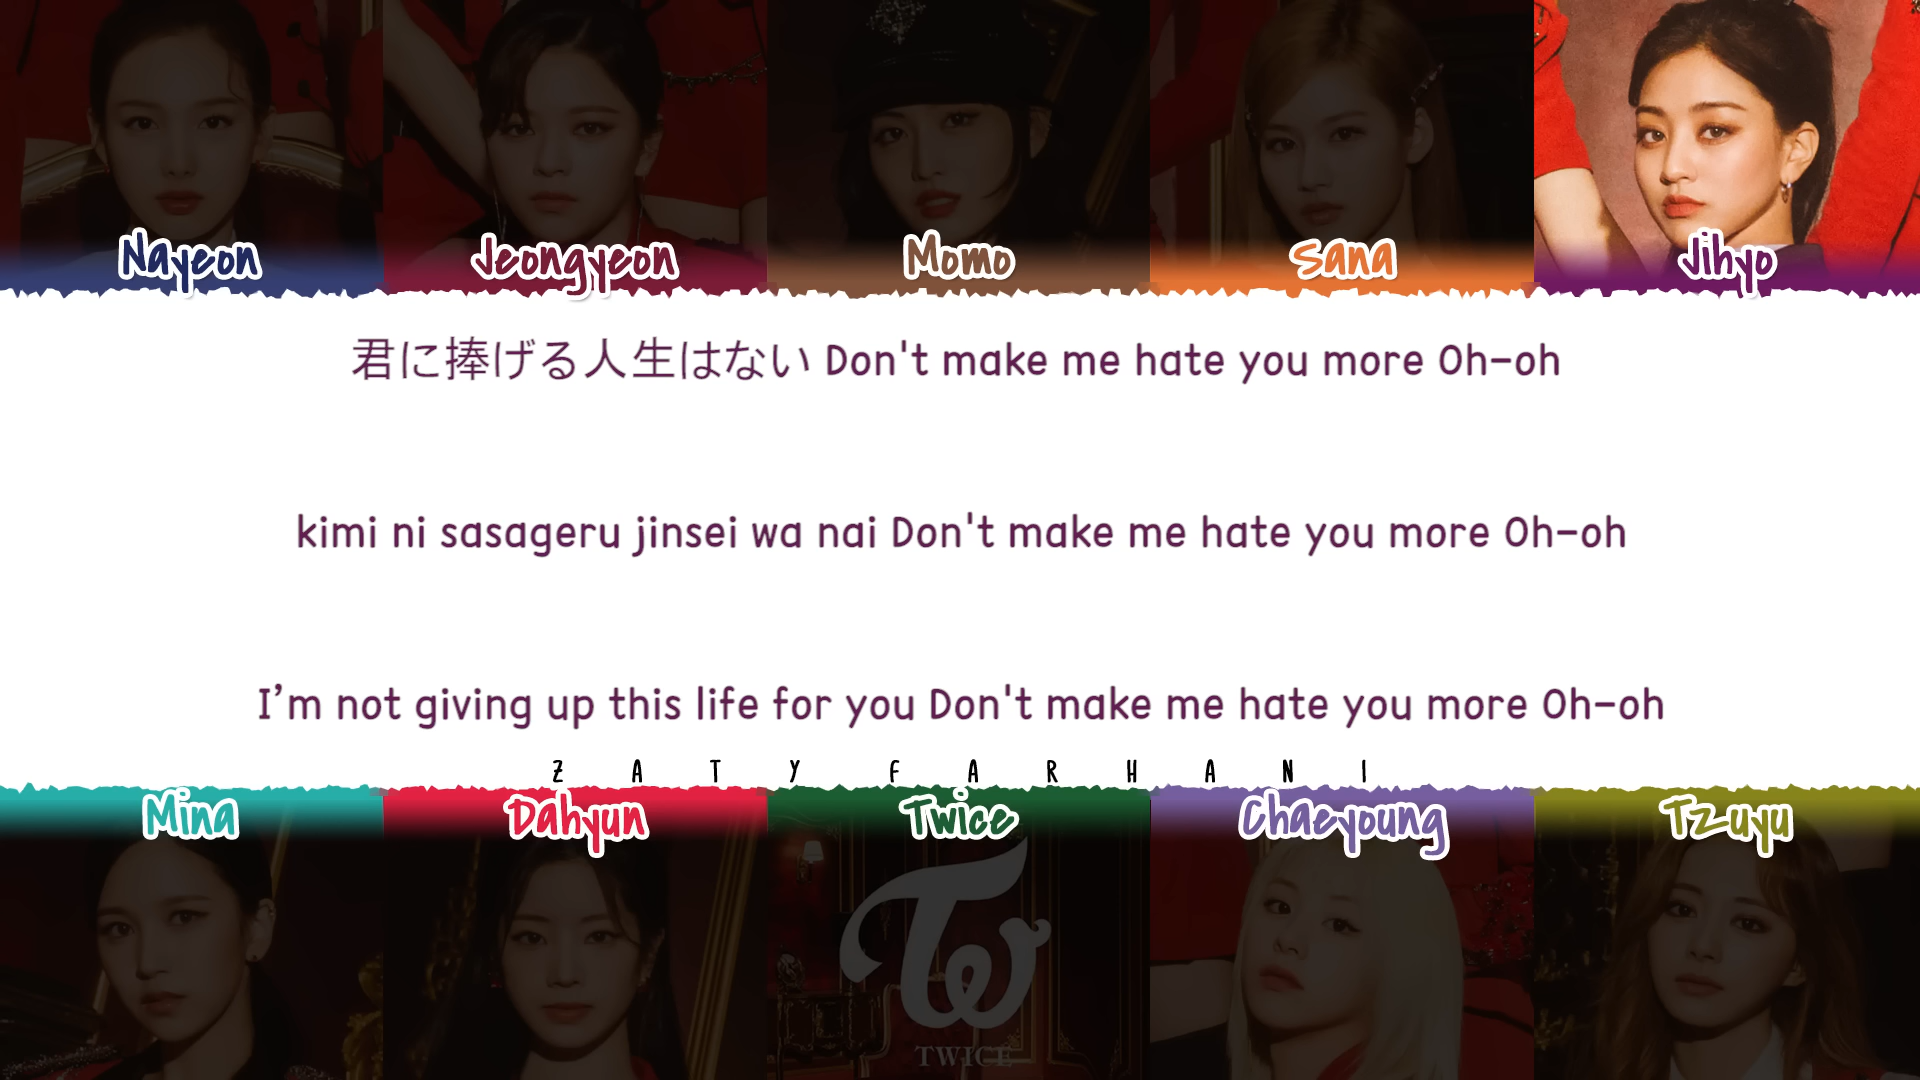 Nayeon Jeongyeon Momo Sana Jihyo
君に捧げる人生はない Don't make me hate you more Oh-oh
kimi ni sasageru jinsei wa nai Don't make me hate you more Oh-oh
I’m not giving up this life for you Don't make me hate you more Oh-oh
ZATY FARHANI
Mina Dahyun Twice Chaeyoung Tzuyu
TW
TWICE